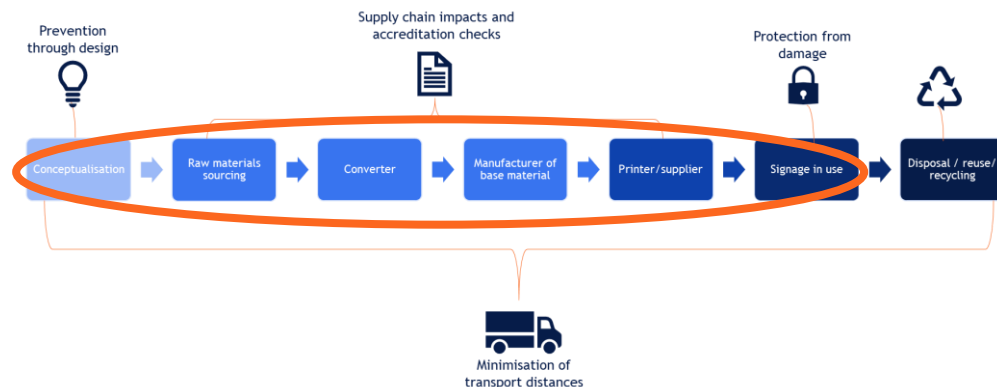 Prevention
through design
Supply chain impacts and
accreditation checks
Protection from
damage
Conceptualisation
Raw materials
sourcing
Converter
Manufacturer of
base material
Printer/supplier
Signage in use
Disposal / reuse/
recycling
Minimisation of
transport distances